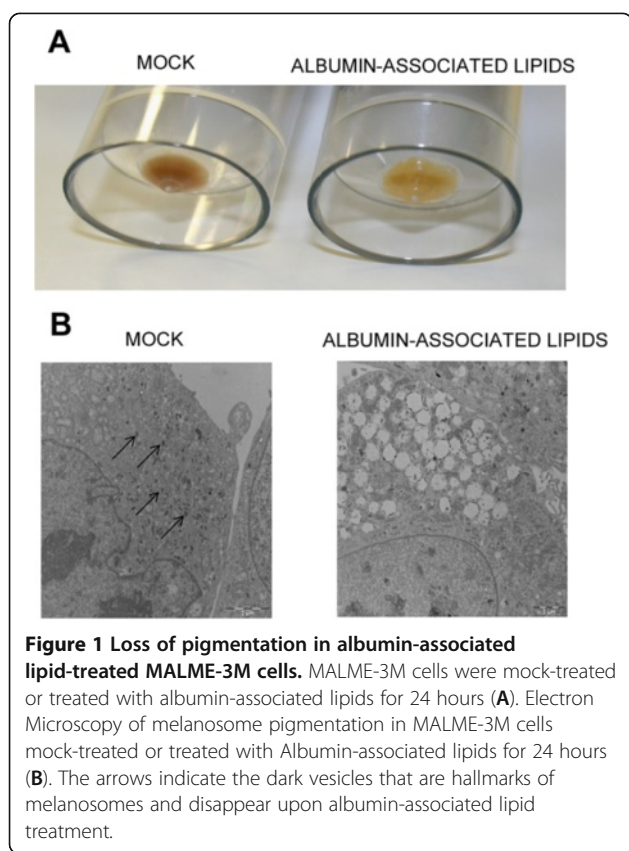 A
MOCK
ALBUMIN-ASSOCIATED LIPIDS
B
MOCK
ALBUMIN-ASSOCIATED LIPIDS
Figure 1 Loss of pigmentation in albumin-associated
lipid-treated MALME-3M cells. MALME-3M cells were mock-treated
or treated with albumin-associated lipids for 24 hours (A). Electron
Microscopy of melanosome pigmentation in MALME-3M cells
mock-treated or treated with Albumin-associated lipids for 24 hours
(B). The arrows indicate the dark vesicles that are hallmarks of
melanosomes and disappear upon albumin-associated lipid
treatment.